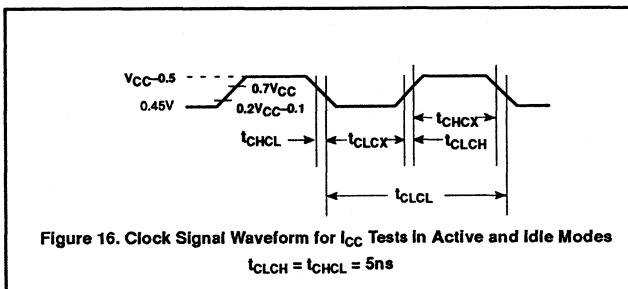 VCC–0.5
0.7VCC
0.45V
0.2VCC–0.1
tCHCX
tCHCL
tCLCX
tCLCH
tCLCL
Figure 16. Clock Signal Waveform for ICC Tests in Active and Idle Modes
tCLCH = tCHCL = 5ns